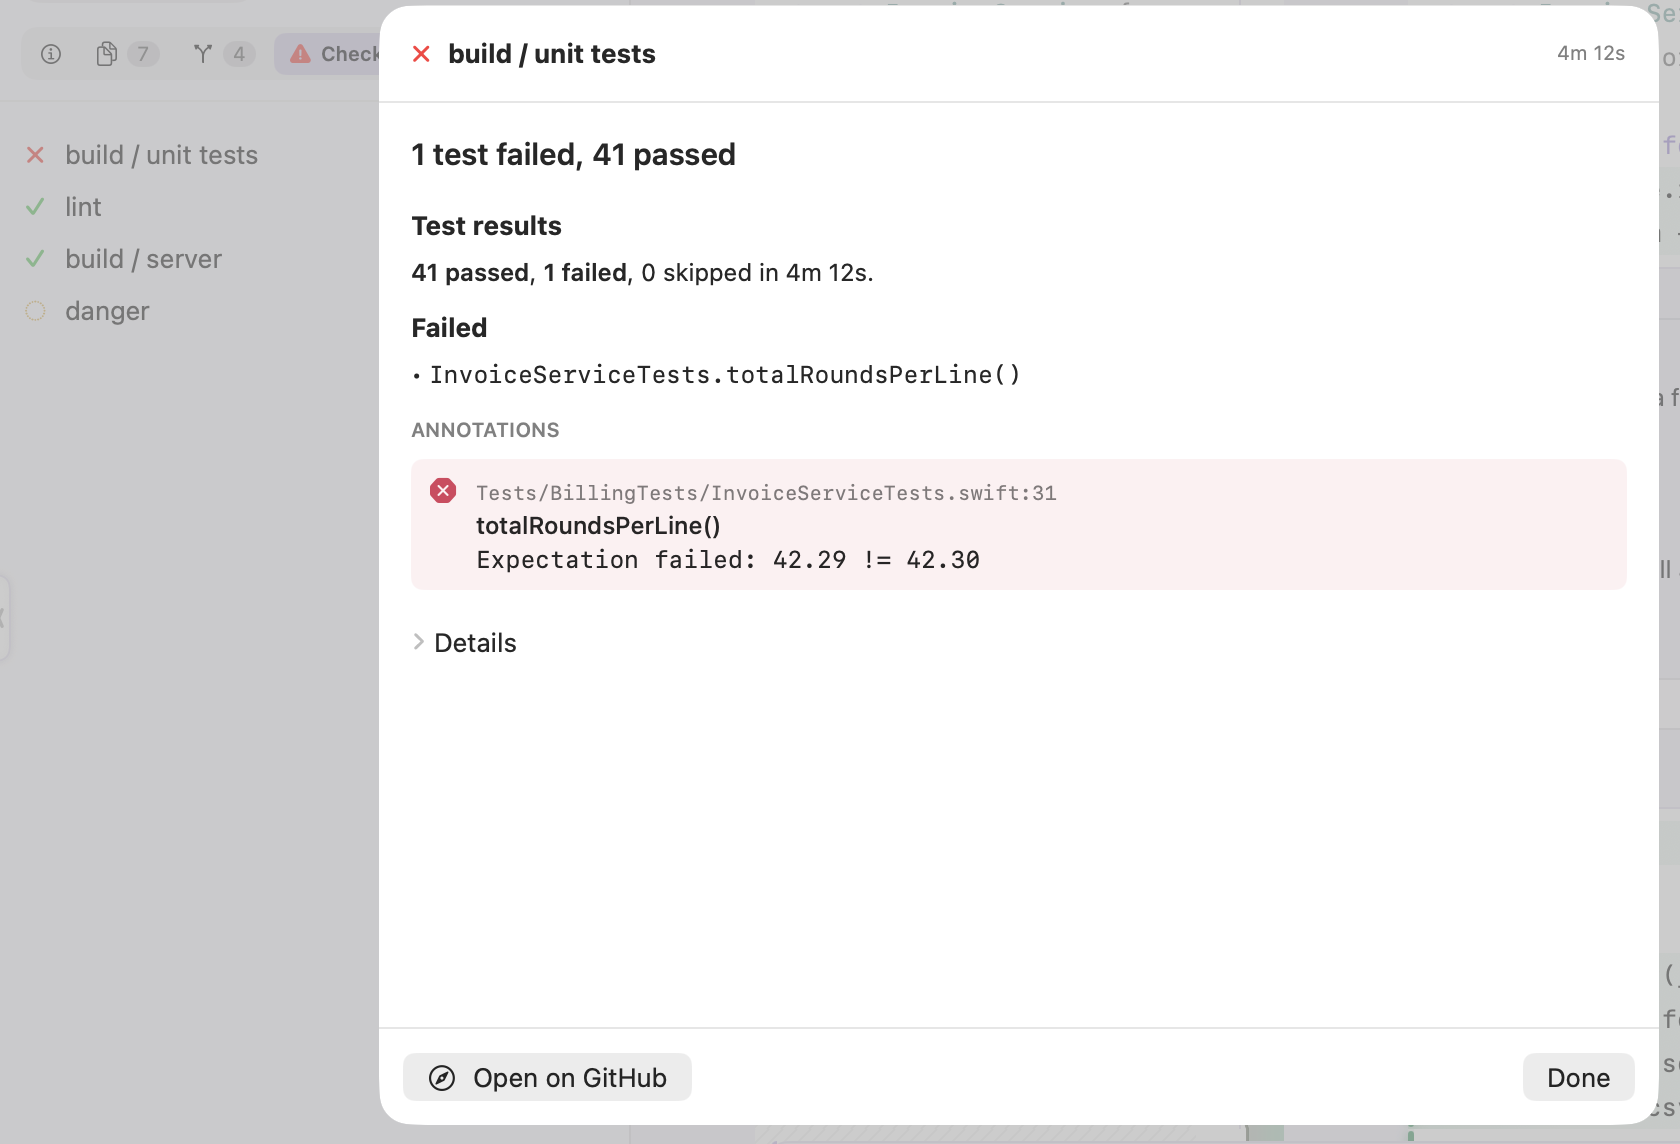 7
4
Check
build / unit tests
lint
build / server
danger
build / unit tests
4m 12s
1 test failed, 41 passed
Test results
41 passed, 1 failed, 0 skipped in 4m 12s.
Failed
• InvoiceServiceTests.totalRoundsPerLine()
ANNOTATIONS
Tests/BillingTests/InvoiceServiceTests.swift:31
totalRoundsPerLine()
Expectation failed: 42.29 != 42.30
Details
Open on GitHub
Done